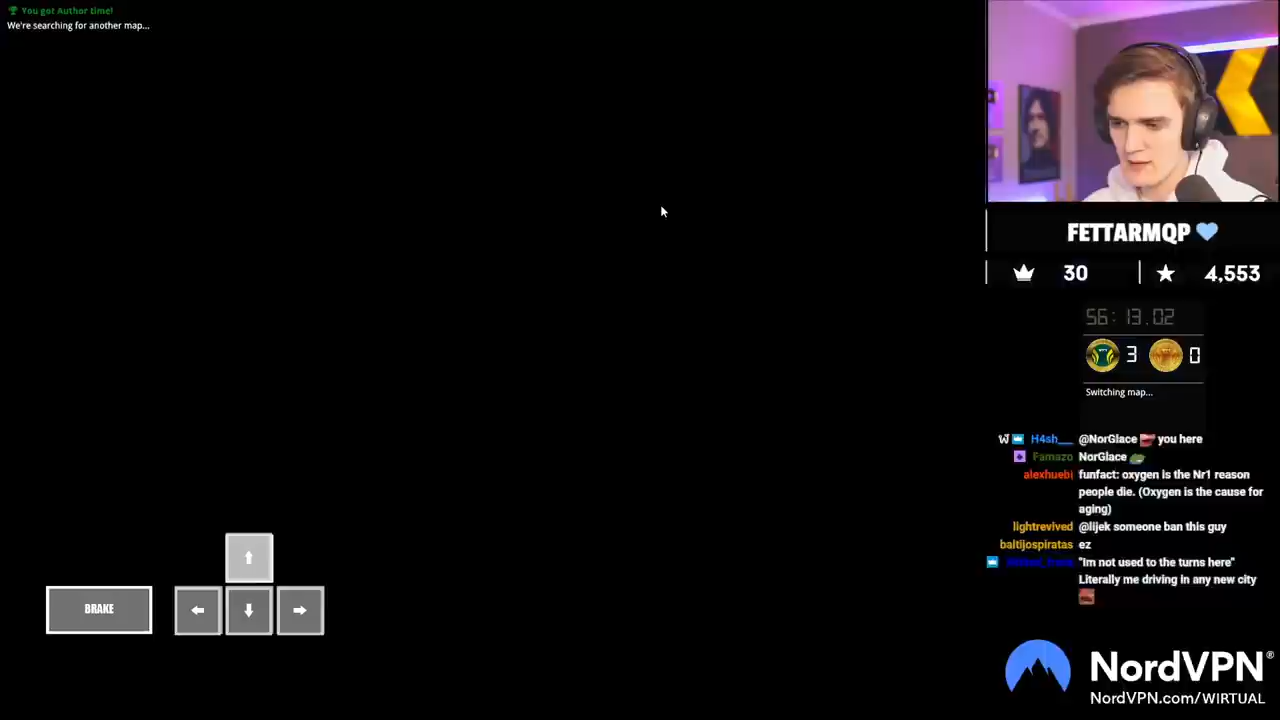 You got Author time!
We're searching for another map...
FETTARMQP
30
4,553
56:13.02
3
0
Switching map...
H4sh__ @NorGlace you here
Famazo NorGlace
alexhuebi funfact: oxygen is the Nr1 reason
people die. (Oxygen is the cause for
aging)
lightrevived @lijek someone ban this guy
baltijospiratas ez
"Im not used to the turns here"
Literally me driving in any new city
BRAKE
NordVPN®
NordVPN.com/WIRTUAL